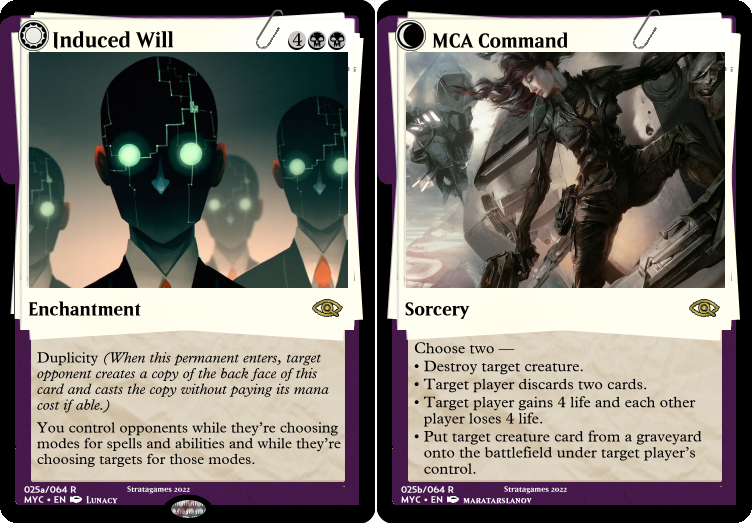 Induced Will
4
Enchantment
Duplicity (When this permanent enters, target
opponent creates a copy of the back face of this
card and casts the copy without paying its mana
cost if able.)
You control opponents while they're choosing
modes for spells and abilities and while they're
choosing targets for those modes.
025a/064 R
Stratagames 2022
MYC • EN LUNACY
MCA Command
Sorcery
Choose two —
• Destroy target creature.
• Target player discards two cards.
• Target player gains 4 life and each other
player loses 4 life.
• Put target creature card from a graveyard
onto the battlefield under target player's
control.
025b/064 R
Stratagames 2022
MYC • EN MARATARSLANOV